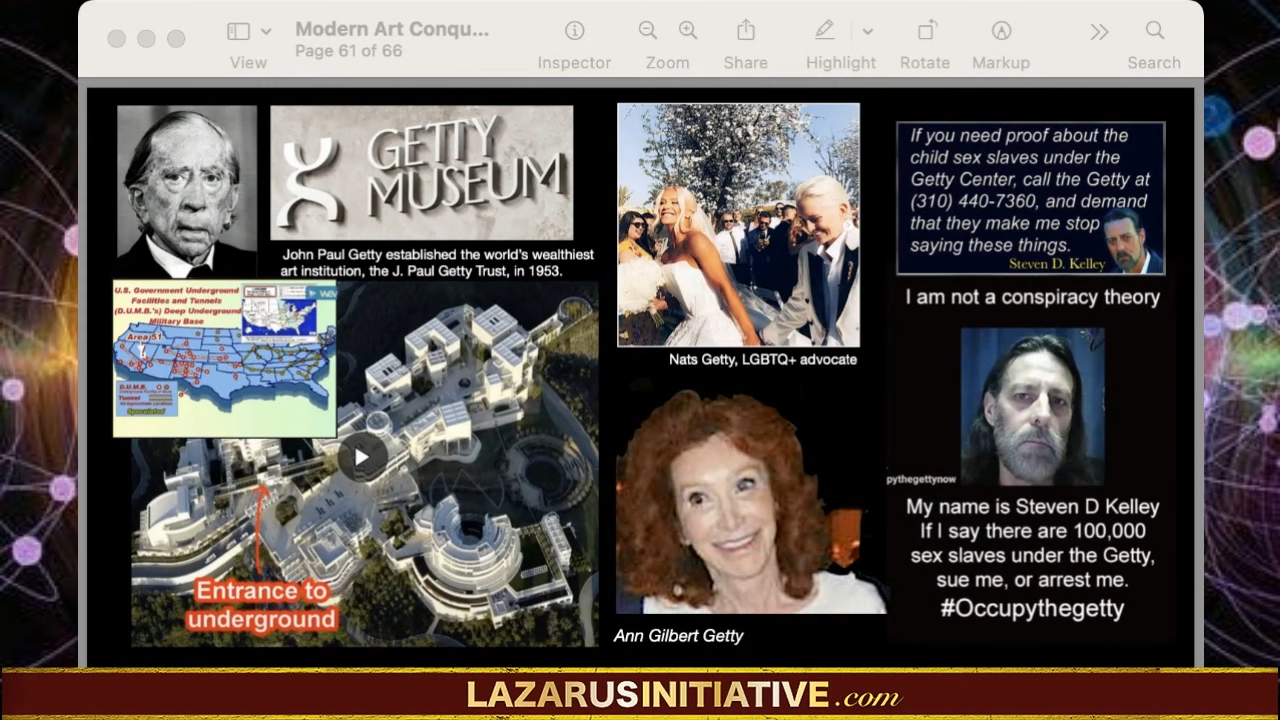 Modern Art Conqu...
Page 61 of 66
View
Inspector
Zoom
Share
Highlight
Rotate
Markup
Search
GETTY
MUSEUM
John Paul Getty established the world's wealthiest
art institution, the J. Paul Getty Trust, in 1953.
U.S. Government Underground
Facilities and Tunnels
(D.U.M.B.'s) Deep Underground
Military Base
Area 51
D.U.M.B.
Tunnel
Speculated
Entrance to
underground
Nats Getty, LGBTQ+ advocate
Ann Gilbert Getty
If you need proof about the
child sex slaves under the
Getty Center, call the Getty at
(310) 440-7360, and demand
that they make me stop
saying these things.
Steven D. Kelley
I am not a conspiracy theory
pythegettynow
My name is Steven D Kelley
If I say there are 100,000
sex slaves under the Getty,
sue me, or arrest me.
#Occupythegetty
LAZARUSINITIATIVE.com